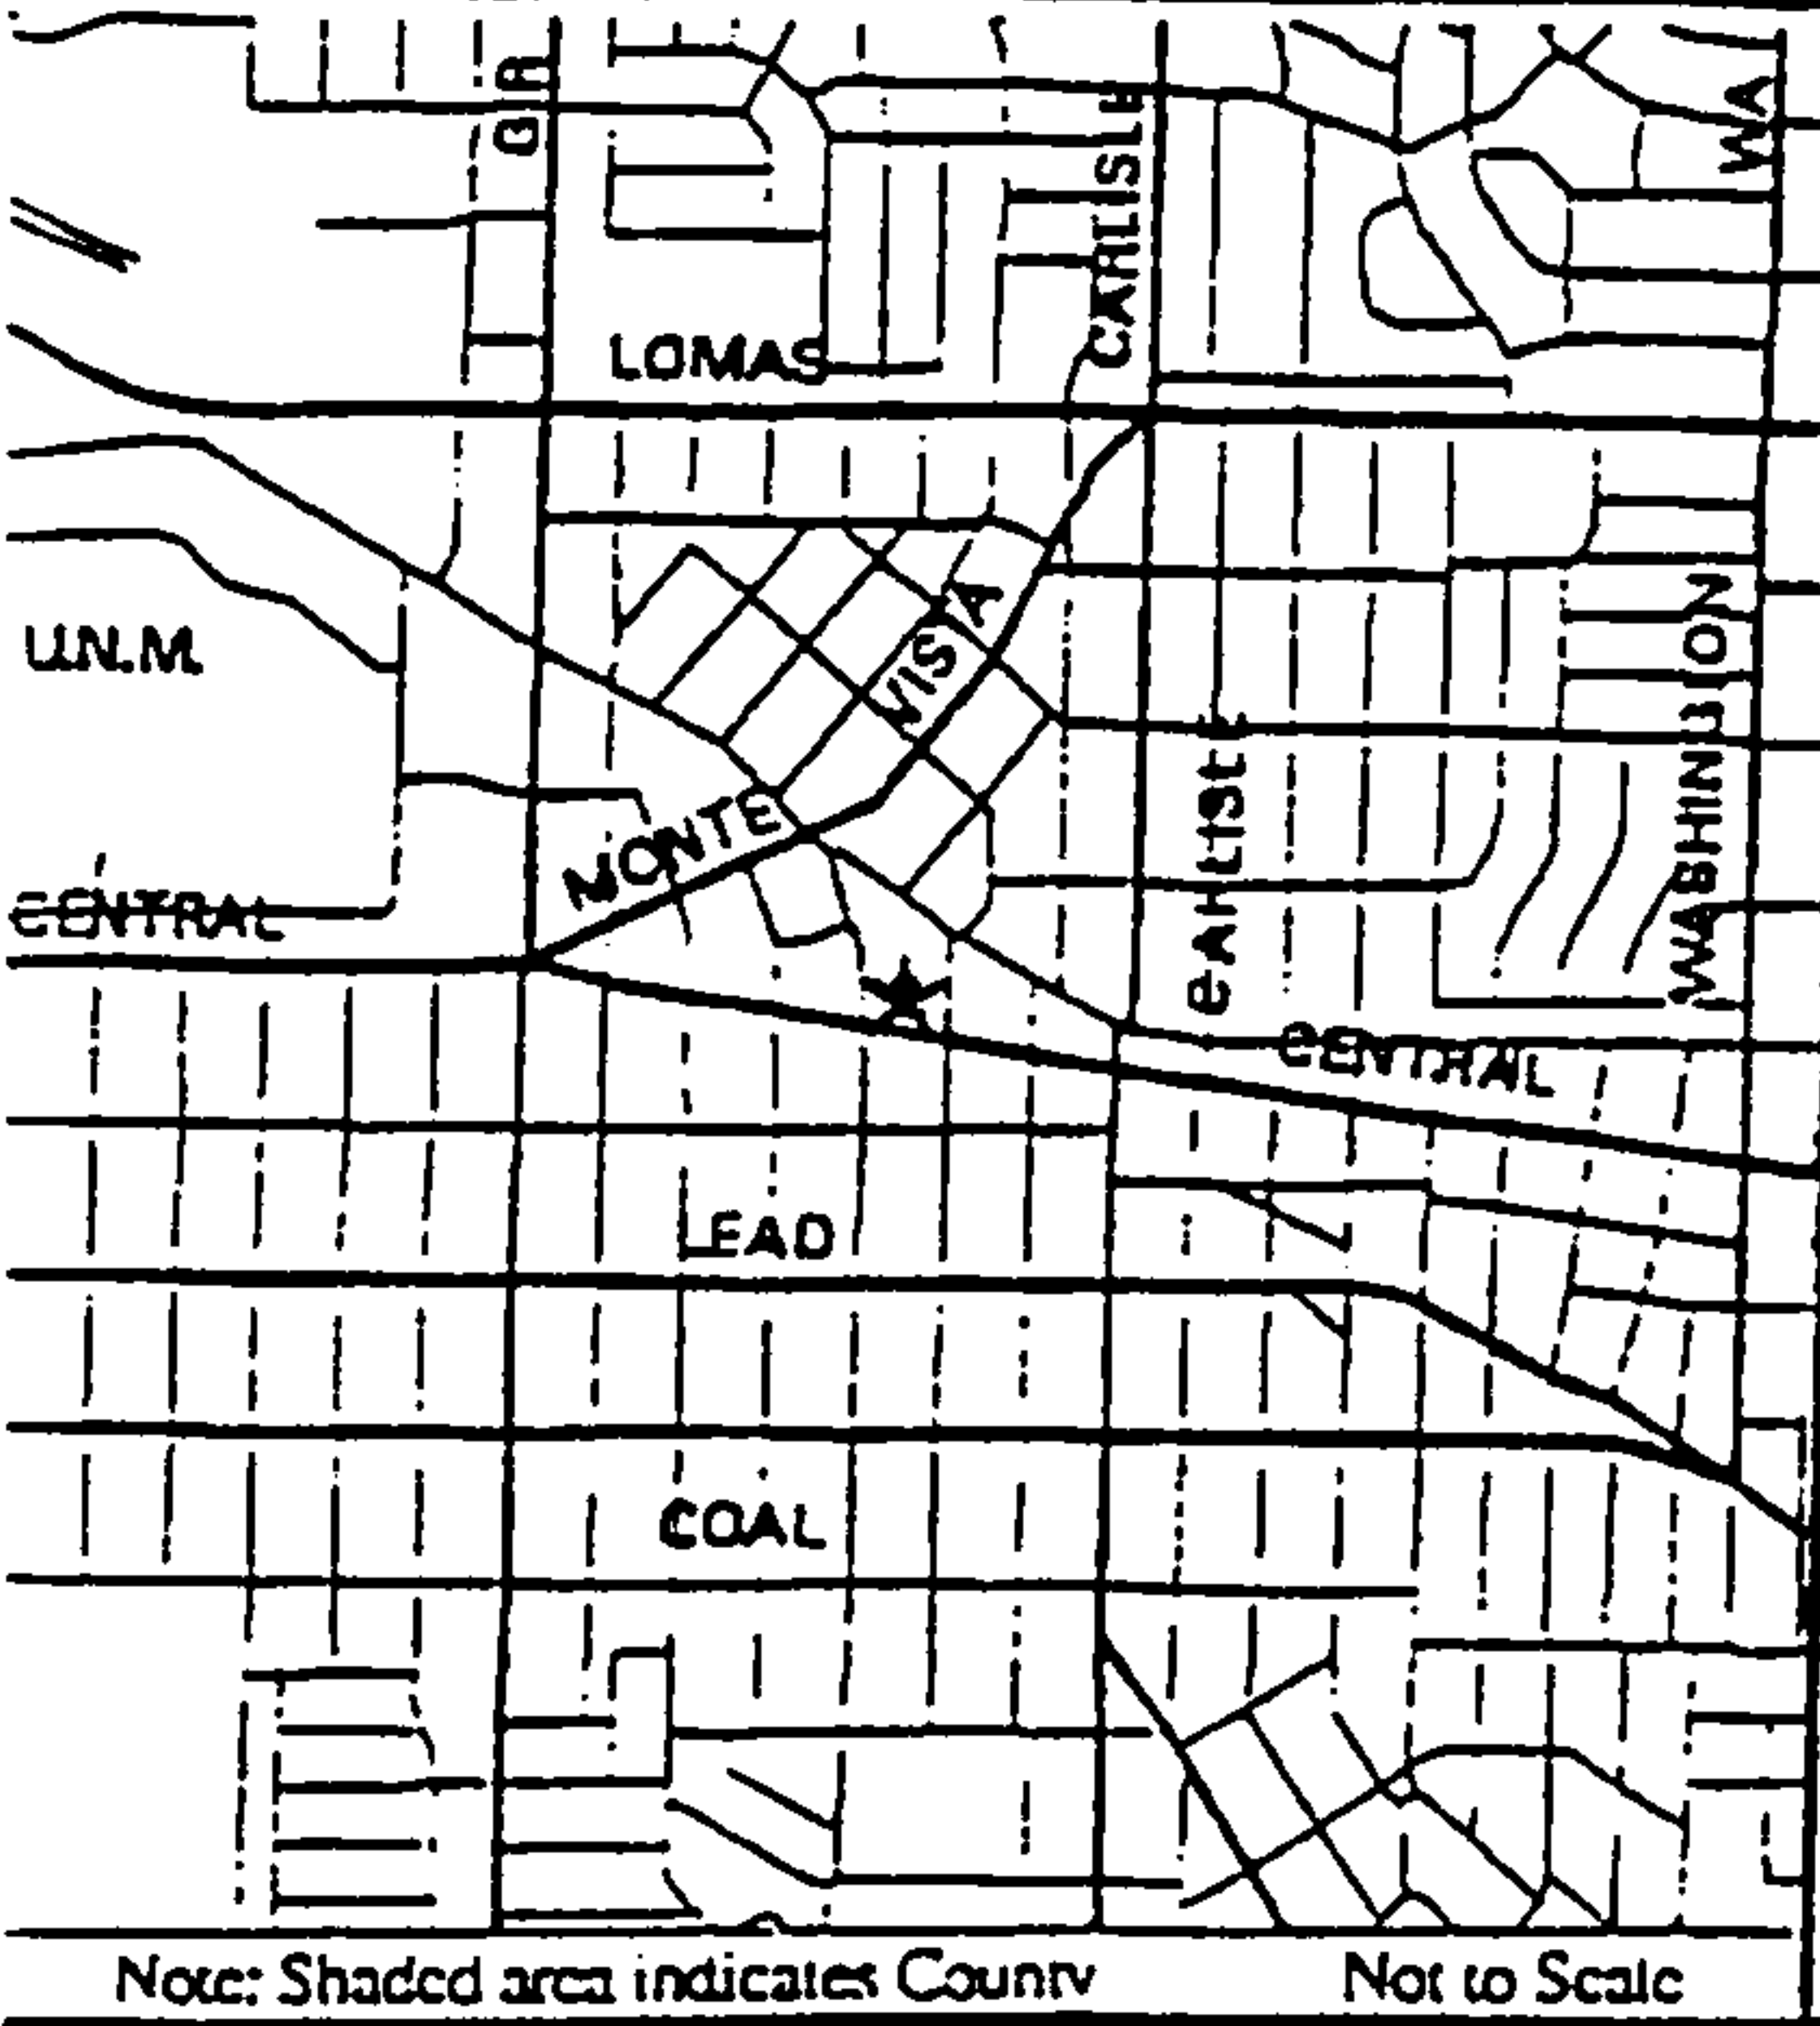 LOMAS
CARLISLE
U.N.M.
MONTE
VISTA
CENTRAL
CARLISLE
WASHINGTON
CENTRAL
LEAD
COAL
Note: Shaded area indicates County
Not to Scale